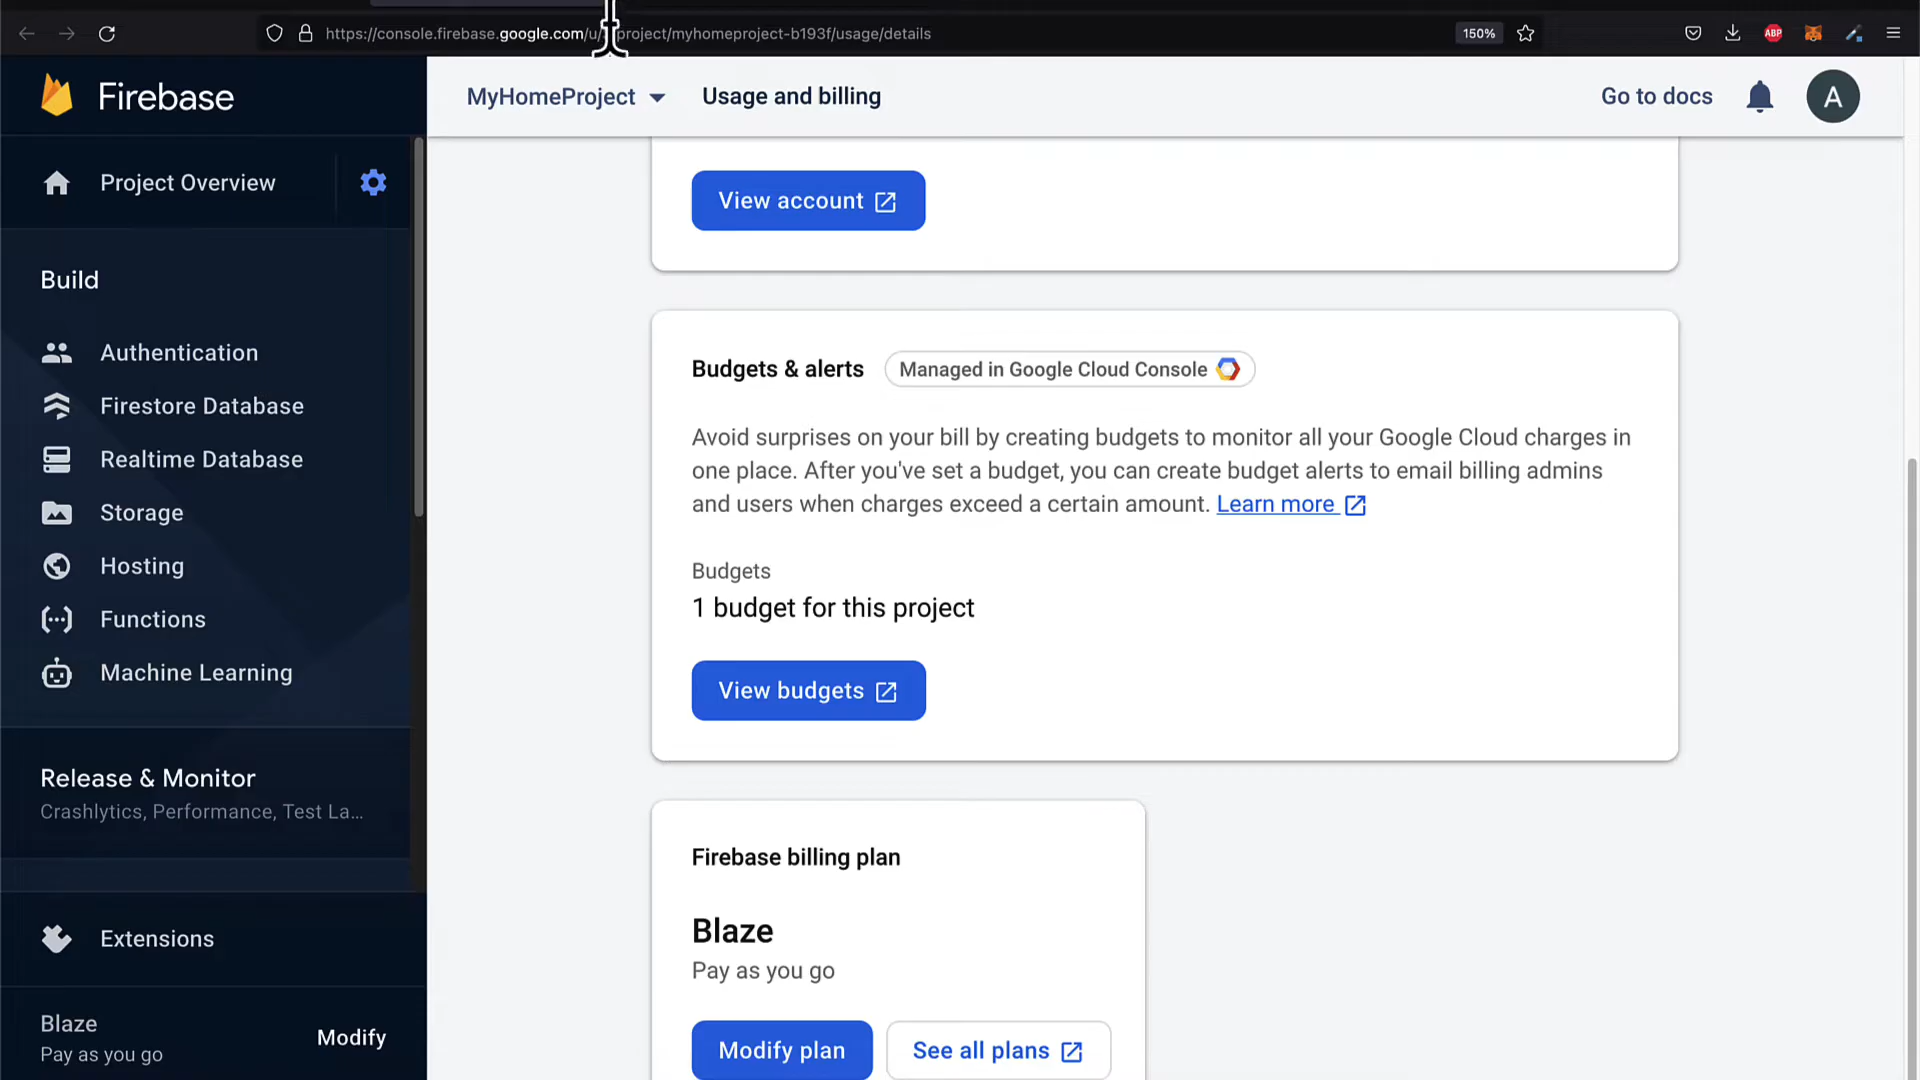 https://console.firebase.google.com/u/ project/myhomeproject-b193f/usage/details
150%
ABP
Firebase
MyHomeProject
Usage and billing
Go to docs
A
Project Overview
View account
Build
Authentication
Firestore Database
Realtime Database
Storage
Hosting
Functions
Machine Learning
Budgets & alerts
Managed in Google Cloud Console
Avoid surprises on your bill by creating budgets to monitor all your Google Cloud charges in
one place. After you've set a budget, you can create budget alerts to email billing admins
and users when charges exceed a certain amount. Learn more
Budgets
1 budget for this project
View budgets
Release & Monitor
Crashlytics, Performance, Test La...
Firebase billing plan
Blaze
Pay as you go
Modify plan
See all plans
Extensions
Blaze
Pay as you go
Modify